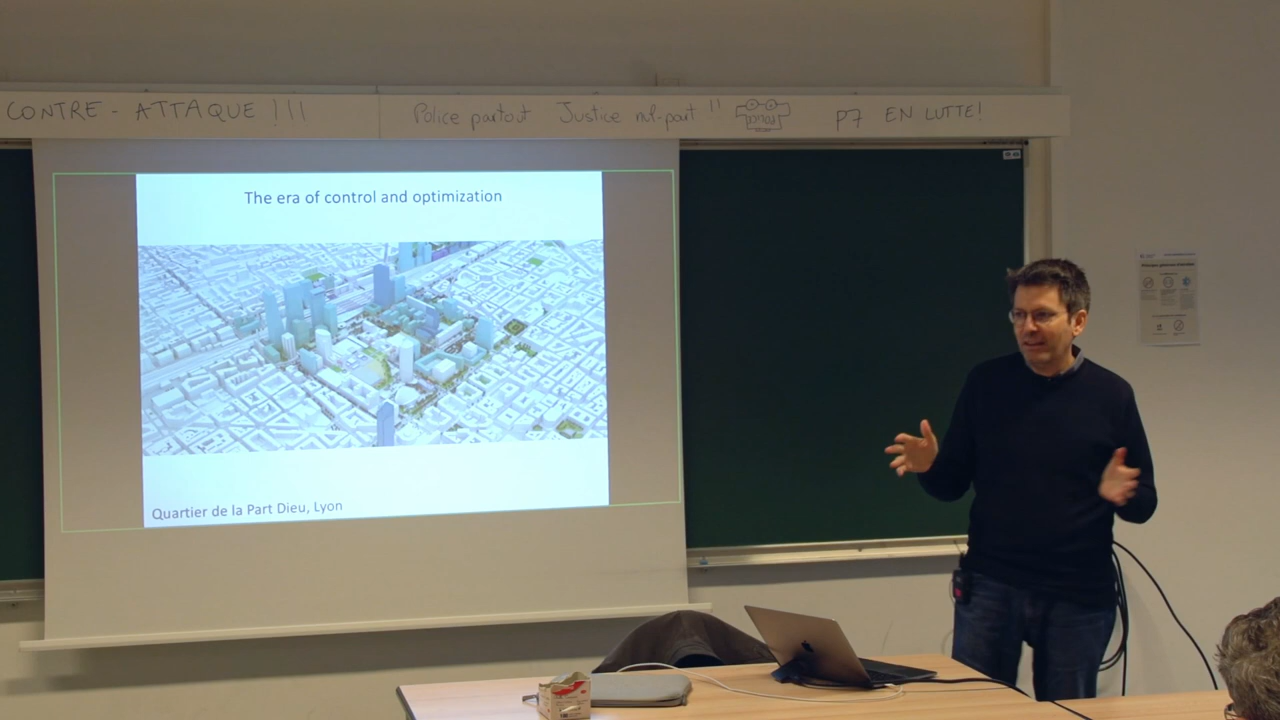 CONTRE - ATTAQUE !!!
Police partout Justice nul-part !!
P7 EN LUTTE!
The era of control and optimization
Quartier de la Part Dieu, Lyon